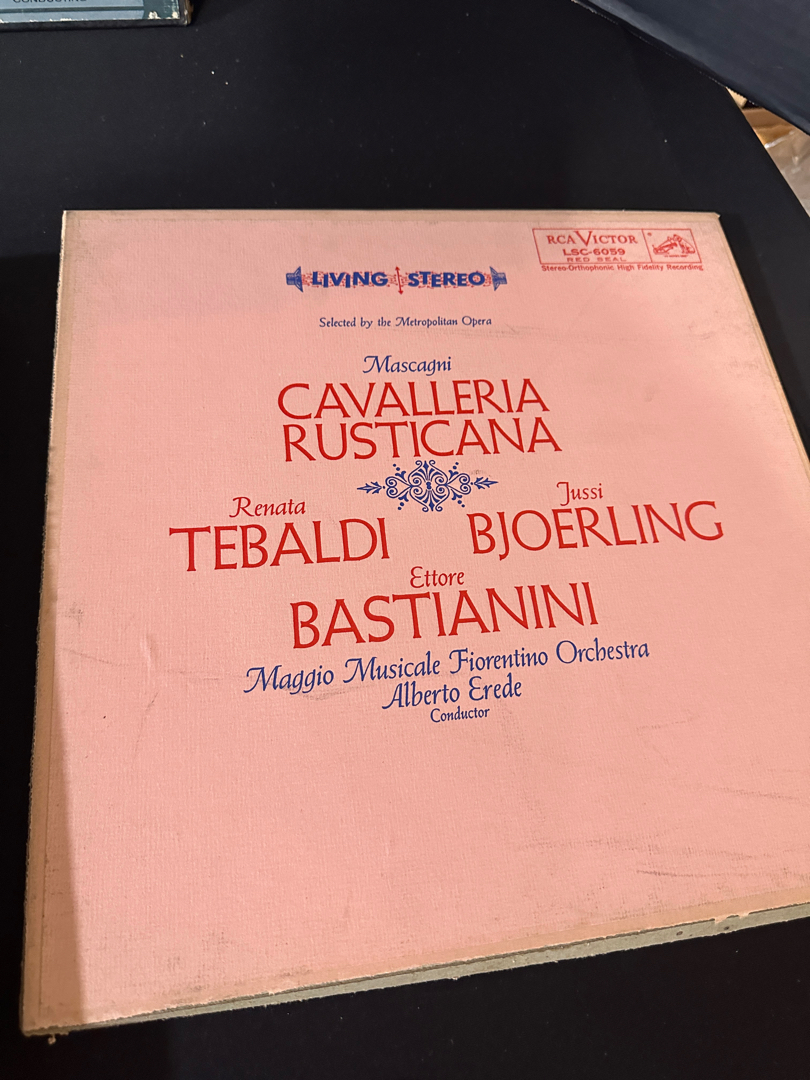 CONDUCTING
RCA VICTOR
LSC-6059
RED SEAL
Stereo-Orthophonic High Fidelity Recording
LIVING STEREO
Selected by the Metropolitan Opera
Mascagni
CAVALLERIA
RUSTICANA
Renata
Jussi
TEBALDI BJOERLING
Ettore
BASTIANINI
Maggio Musicale Fiorentino Orchestra
Alberto Erede
Conductor